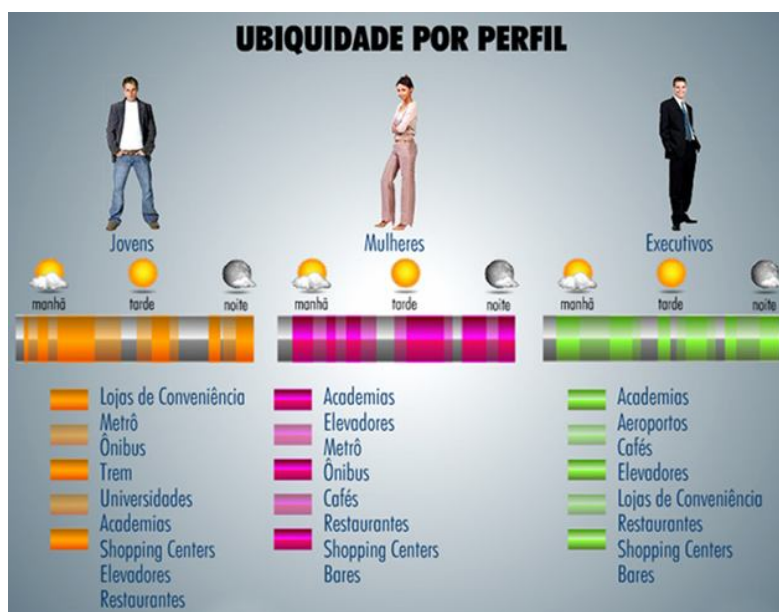 UBIQUIDADE POR PERFIL
Jovens
manhã
tarde
noite
Lojas de Conveniência
Metrô
Ônibus
Trem
Universidades
Academias
Shopping Centers
Elevadores
Restaurantes
Mulheres
manhã
tarde
noite
Academias
Elevadores
Metrô
Ônibus
Cafés
Restaurantes
Shopping Centers
Bares
Executivos
manhã
tarde
noite
Academias
Aeroportos
Cafés
Elevadores
Lojas de Conveniência
Restaurantes
Shopping Centers
Bares